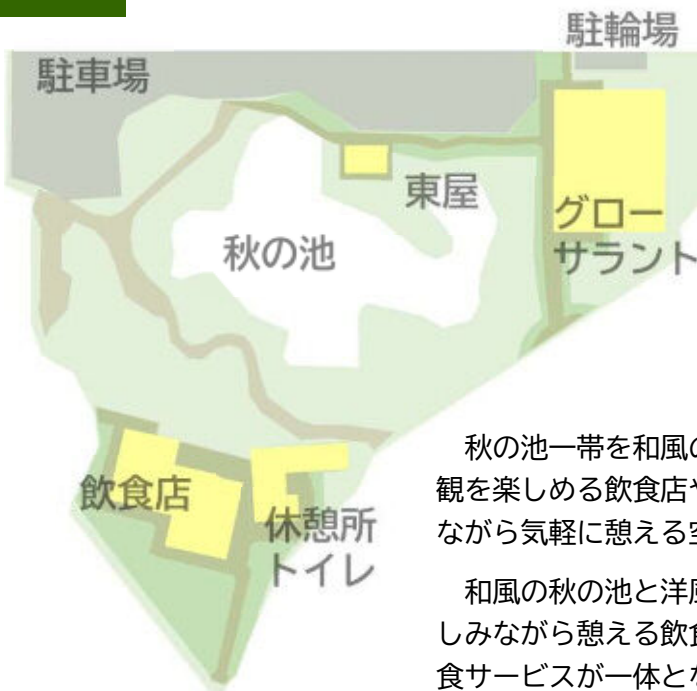 駐輪場
駐車場
東屋
グロー
サラント
秋の池
秋の池一帯を和風の
観を楽しめる飲食店や
ながら気軽に憩える空
飲食店
休憩所
トイレ
和風の秋の池と洋風
しみながら憩える飲食
食サービスが一体とな